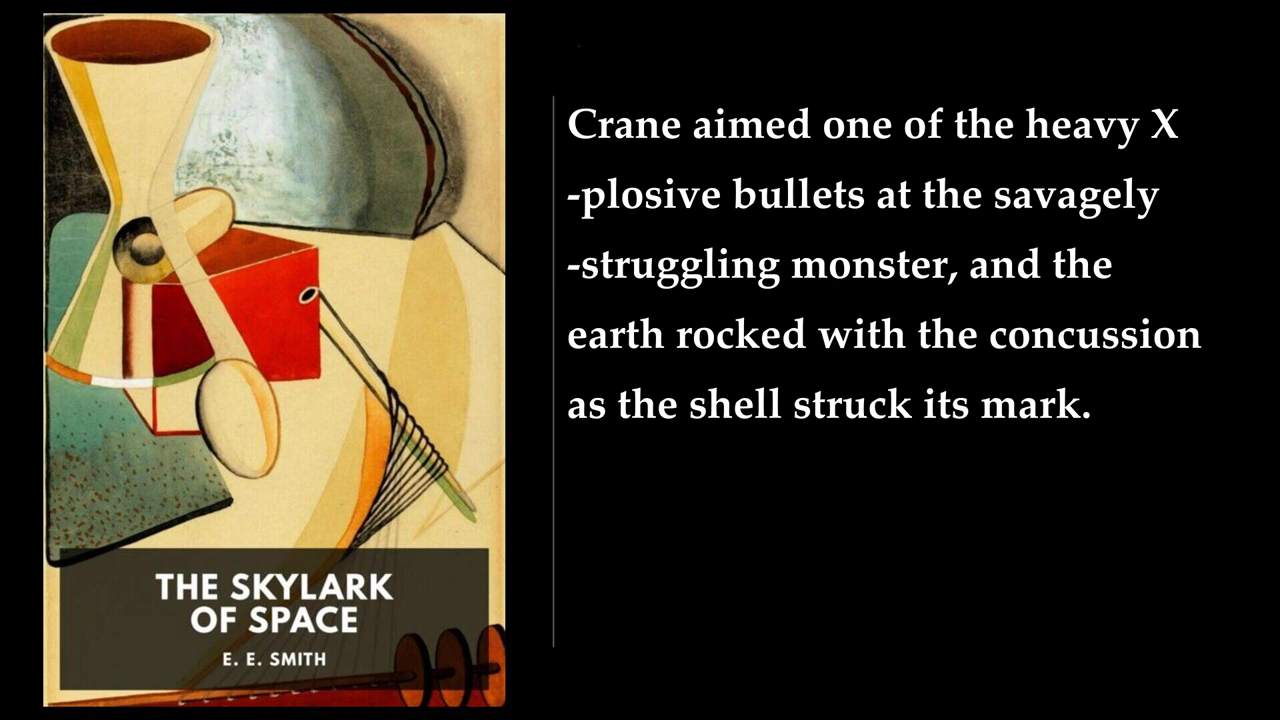 THE SKYLARK
OF SPACE
E. E. SMITH
Crane aimed one of the heavy X
-plosive bullets at the savagely
-struggling monster, and the
earth rocked with the concussion
as the shell struck its mark.